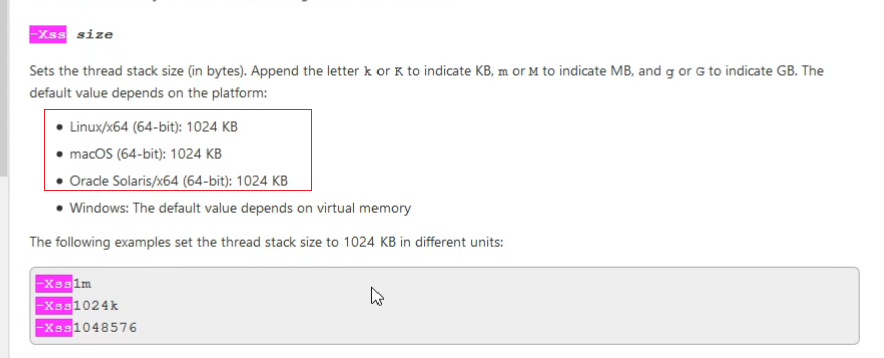 -Xss size
Sets the thread stack size (in bytes). Append the letter k or K to indicate KB, m or M to indicate MB, and g or G to indicate GB. The
default value depends on the platform:
• Linux/x64 (64-bit): 1024 KB
• macOS (64-bit): 1024 KB
• Oracle Solaris/x64 (64-bit): 1024 KB
• Windows: The default value depends on virtual memory
The following examples set the thread stack size to 1024 KB in different units:
-Xss1m
-Xss1024k
-Xss1048576